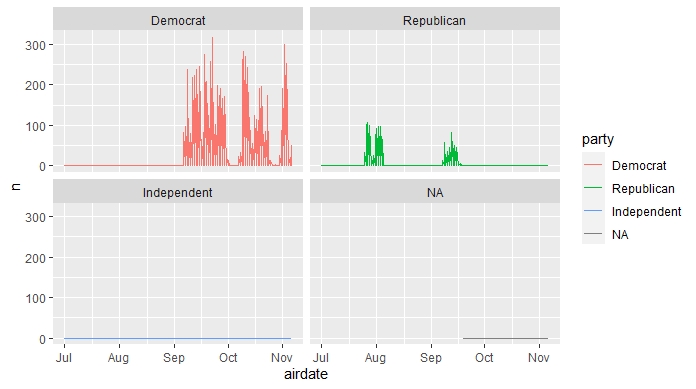 Democrat
Republican
300
200
100
0
Independent
NA
300
200
100
0
Jul Aug Sep Oct Nov
Jul Aug Sep Oct Nov
airdate
n
party
Democrat
Republican
Independent
NA